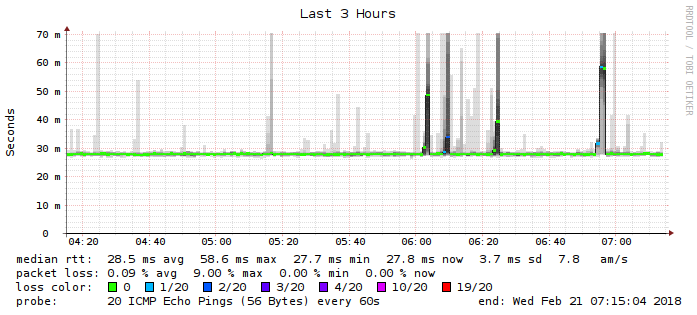 Last 3 Hours
70 m
60 m
50 m
40 m
30 m
20 m
10 m
0
Seconds
04:20 04:40 05:00 05:20 05:40 06:00 06:20 06:40 07:00
RRDTOOL / TOBI OETIKER
median rtt: 28.5 ms avg 58.6 ms max 27.7 ms min 27.8 ms now 3.7 ms sd 7.8 am/s
packet loss: 0.09 % avg 9.00 % max 0.00 % min 0.00 % now
loss color: 0 1/20 2/20 3/20 4/20 10/20 19/20
probe: 20 ICMP Echo Pings (56 Bytes) every 60s end: Wed Feb 21 07:15:04 2018